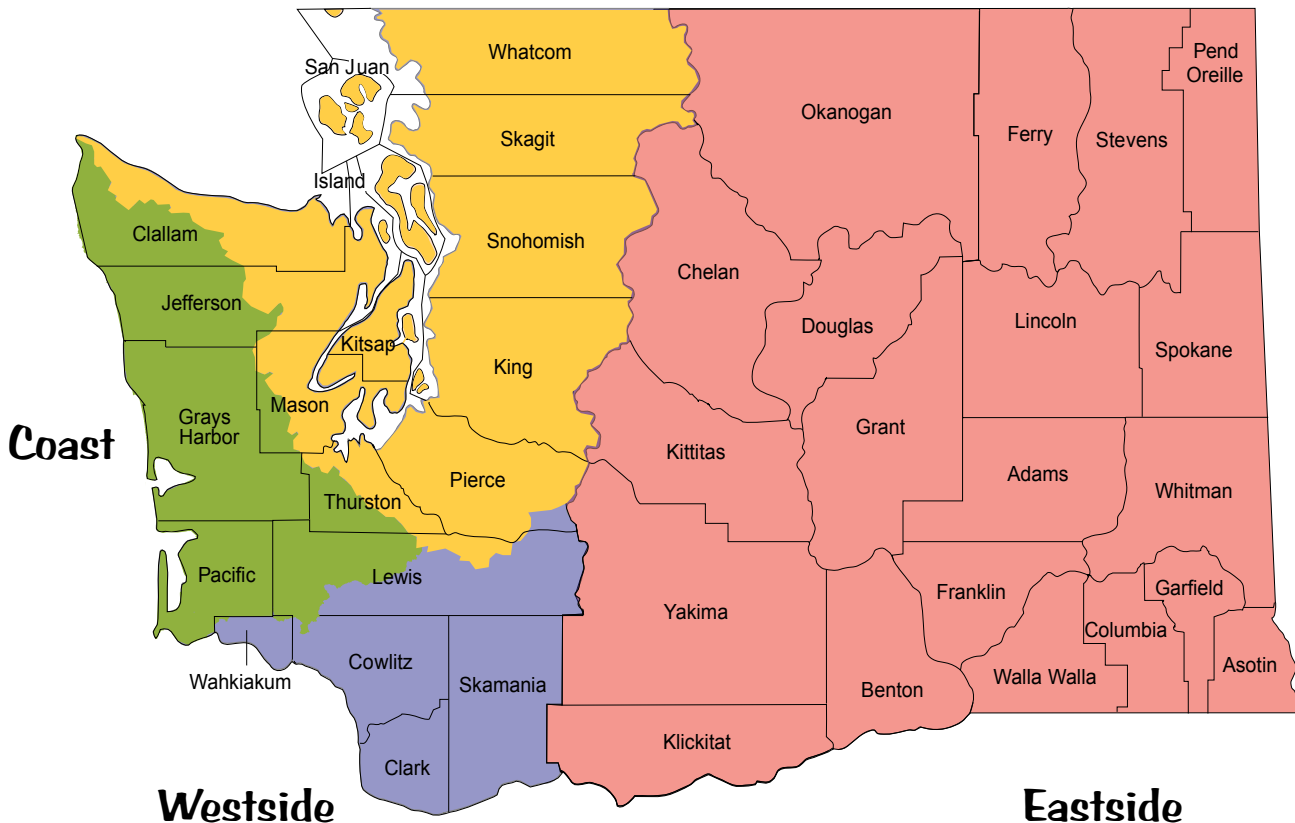 Whatcom
San Juan
Pend
Oreille
Okanogan
Ferry
Stevens
Skagit
Island
Clallam
Snohomish
Chelan
Jefferson
Douglas
Lincoln
Kitsap
Spokane
King
Mason
Grays
Harbor
Grant
Coast
Kittitas
Adams
Pierce
Whitman
Thurston
Pacific
Lewis
Franklin
Garfield
Yakima
Columbia
Cowlitz
Wahkiakum
Skamania
Walla Walla
Asotin
Benton
Klickitat
Clark
Westside
Eastside